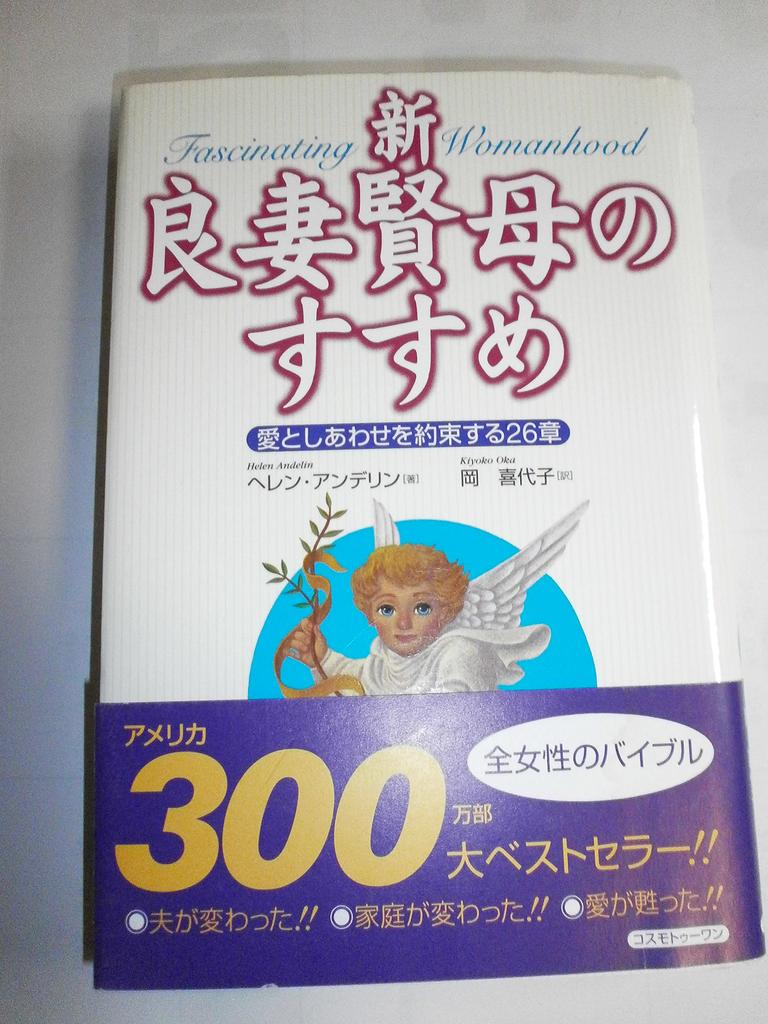 Fascinating 新 Womanhood
良妻賢母の
すすめ
愛としあわせを約束する26章
Helen Andelin
ヘレン・アンデリン[著]
Kiyoko Oka
岡 喜代子[訳]
アメリカ
300万部
全女性のバイブル
大ベストセラー!!
●夫が変わった!! ●家庭が変わった!! ●愛が甦った!!
コスモトゥーワン